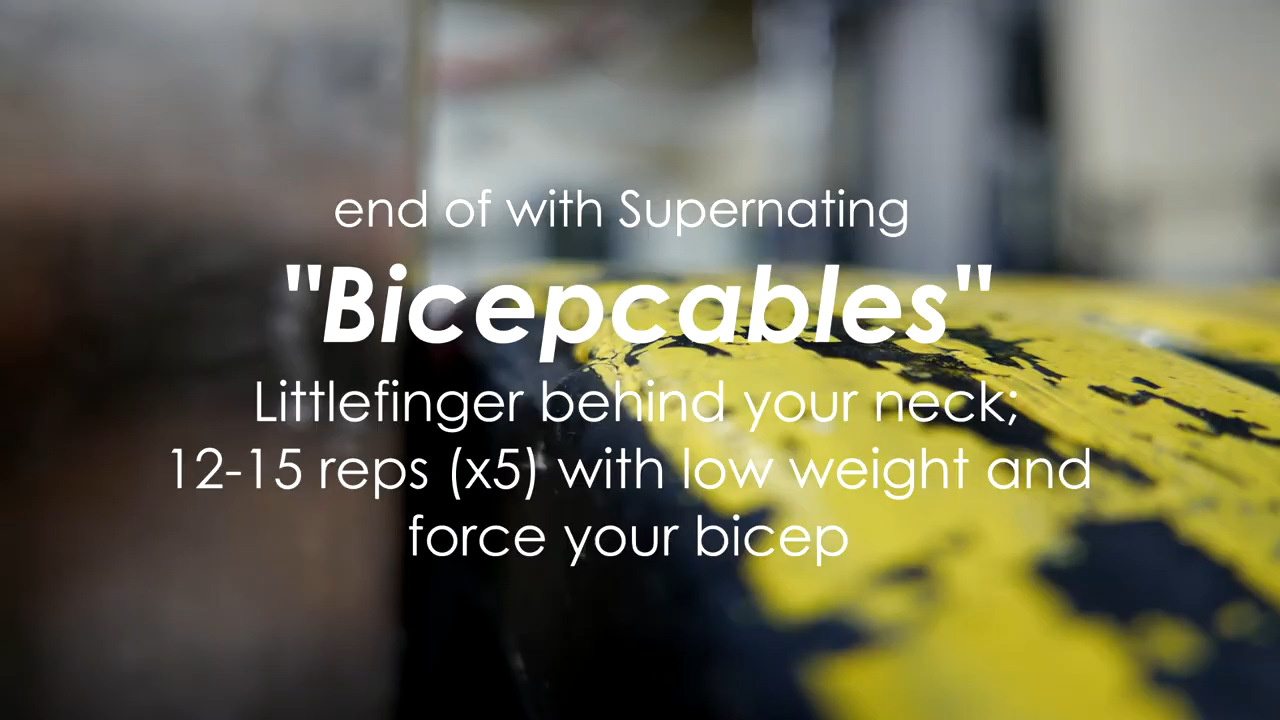 end of with Supernating
"Bicepcables"
Littlefinger behind your neck;
12-15 reps (x5) with low weight and
force your bicep